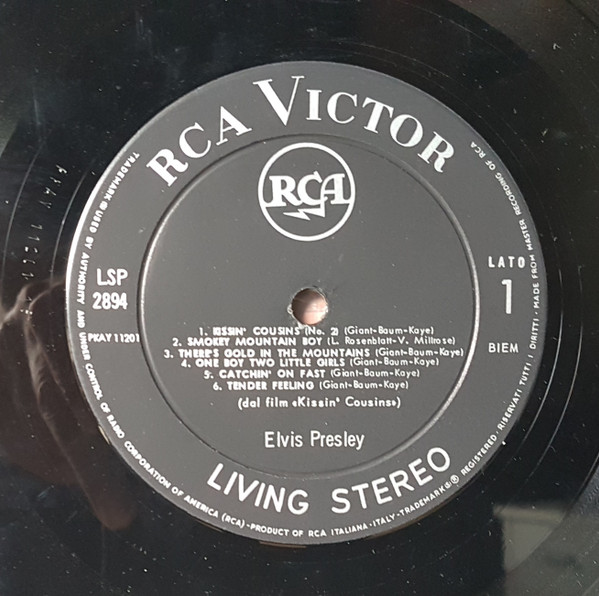 RCA VICTOR
RCA
LSP
2894
PKAY 11201
LATO
1
BIEM
1. KISSIN' COUSINS (No. 2) (Giant-Baum-Kaye)
2. SMOKEY MOUNTAIN BOY (L. Rosenblatt-V. Millrose)
3. THERE'S GOLD IN THE MOUNTAINS (Giant-Baum-Kaye)
4. ONE BOY TWO LITTLE GIRLS (Giant-Baum-Kaye)
5. CATCHIN' ON FAST (Giant-Baum-Kaye)
6. TENDER FEELING (Giant-Baum-Kaye)
(dal film «Kissin' Cousins»)
Elvis Presley
LIVING STEREO
TRADEMARK ® USED BY AUTHORITY AND UNDER CONTROL OF RADIO CORPORATION OF AMERICA (RCA)-PRODUCT OF RCA ITALIANA-ITALY-TRADEMARK(S)® REGISTERED-RISERVATI TUTTI I DIRITTI-MADE FROM MASTER RECORDING OF RCA